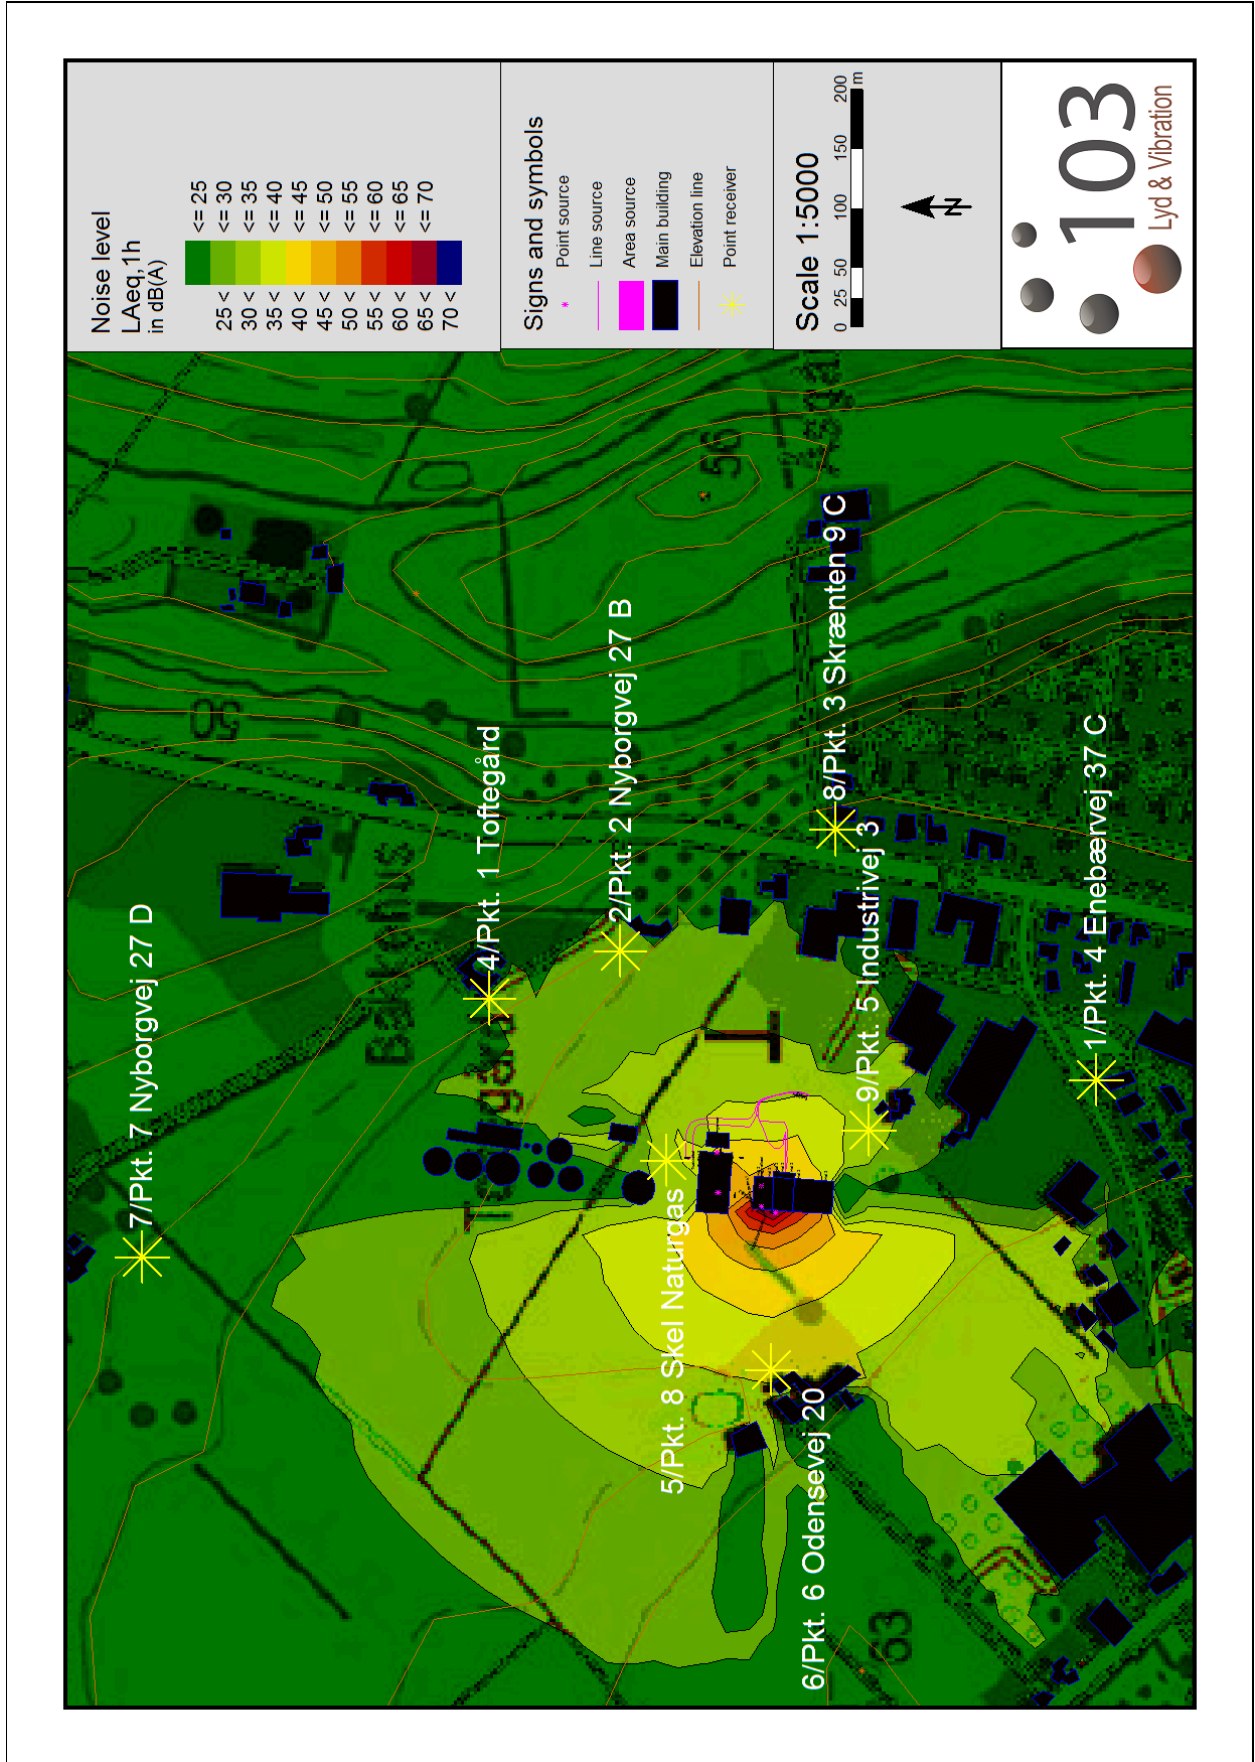 Noise level
LAeq,1h
in dB(A)
<= 25
25 < <= 30
30 < <= 35
35 < <= 40
40 < <= 45
45 < <= 50
50 < <= 55
55 < <= 60
60 < <= 65
65 < <= 70
70 <
Signs and symbols
Point source
Line source
Area source
Main building
Elevation line
Point receiver
Scale 1:5000
0 25 50 100 150 200
m
N
103
Lyd & Vibration
7/Pkt. 7 Nyborgvej 27 D
4/Pkt. 1 Toftegård
2/Pkt. 2 Nyborgvej 27 B
8/Pkt. 3 Skrænten 9 C
9/Pkt. 5 Industrivej 3
1/Pkt. 4 Enebærvej 37 C
5/Pkt. 8 Skel Naturgas
6/Pkt. 6 Odensevej 20
50
56
63